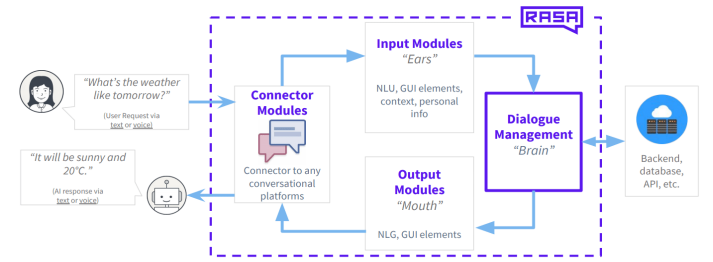 RASA
"What's the weather
like tomorrow?"
(User Request via
text or voice)
Connector
Modules
Connector to any
conversational
platforms
Input Modules
"Ears"
NLU, GUI elements,
context, personal
info
Dialogue
Management
"Brain"
Backend,
database,
API, etc.
Output
Modules
"Mouth"
NLG, GUI elements
"It will be sunny and
20°C."
(AI response via
text or voice)